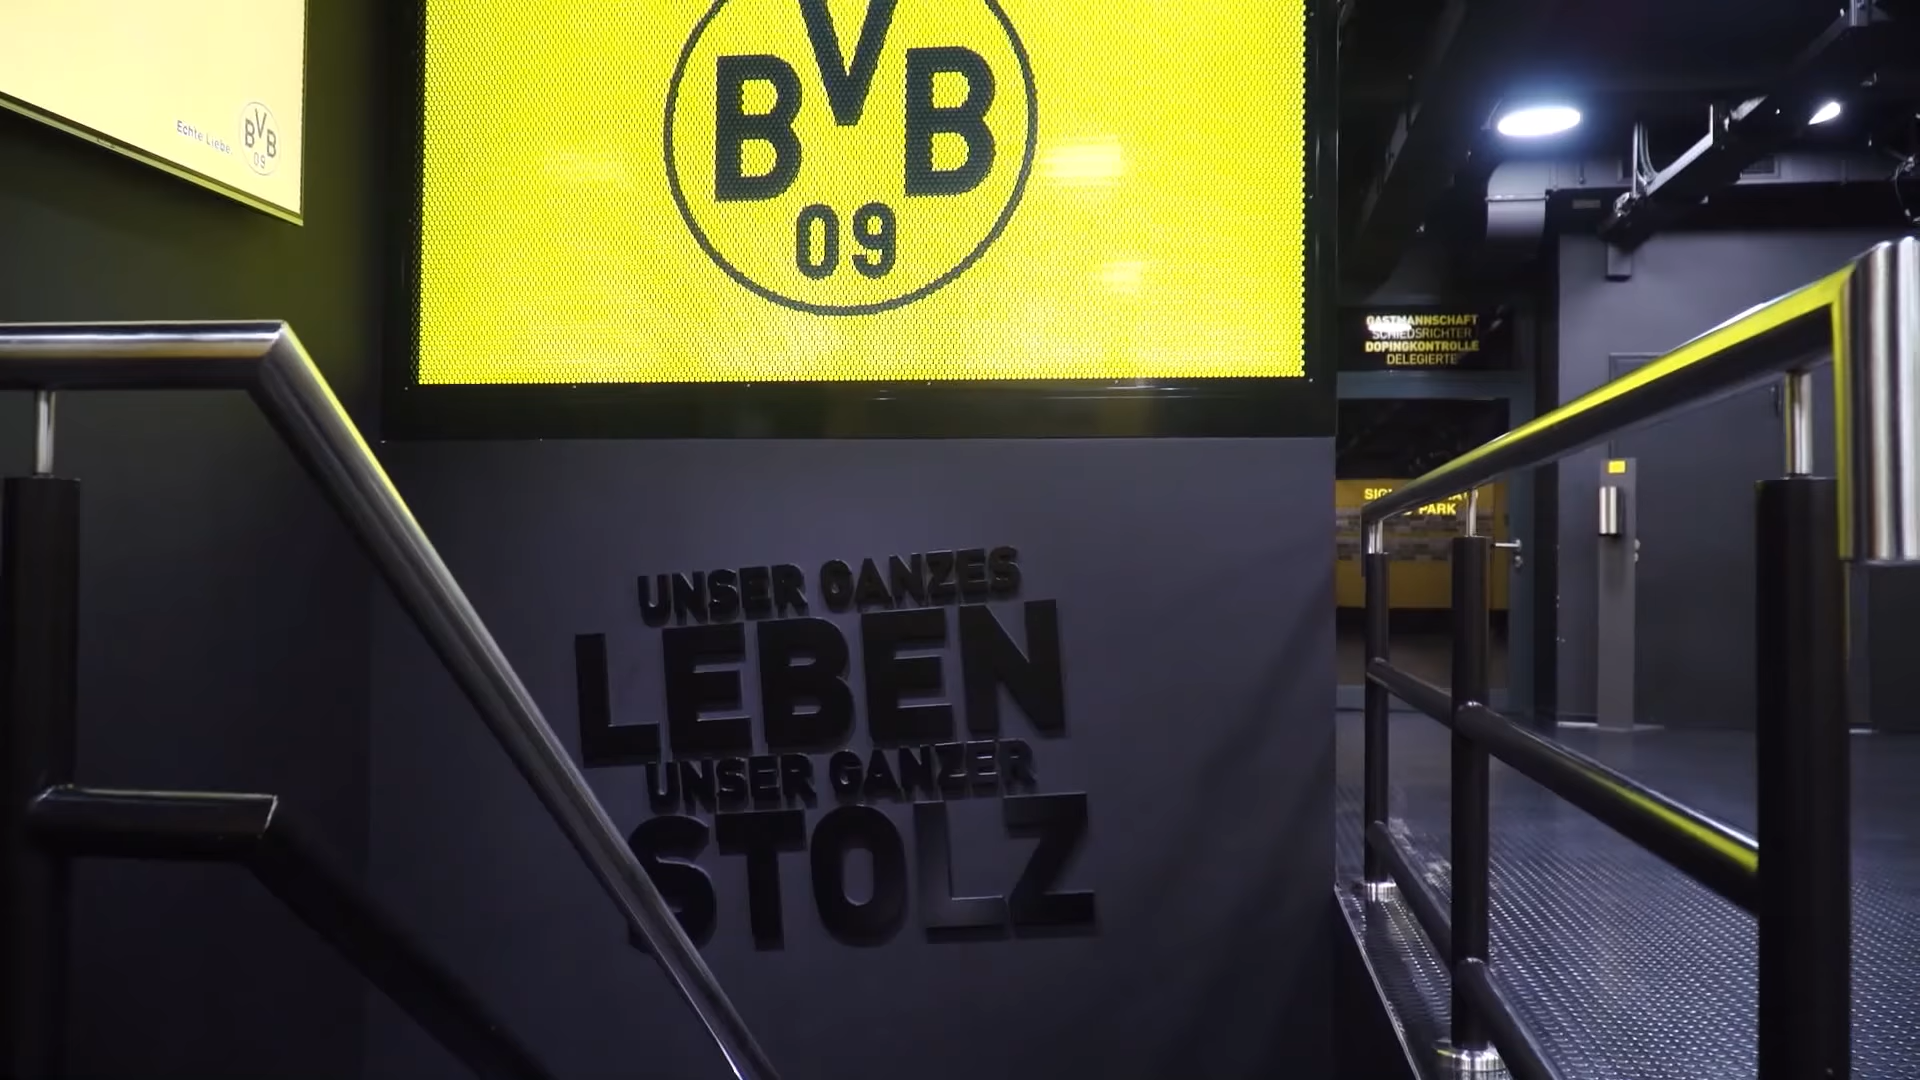 Echte Liebe.
BVB
09
BVB
09
GASTMANNSCHAFT
SCHIEDSRICHTER
DOPINGKONTROLLE
DELEGIERTE
PARK
UNSER GANZES
LEBEN
UNSER GANZER
STOLZ